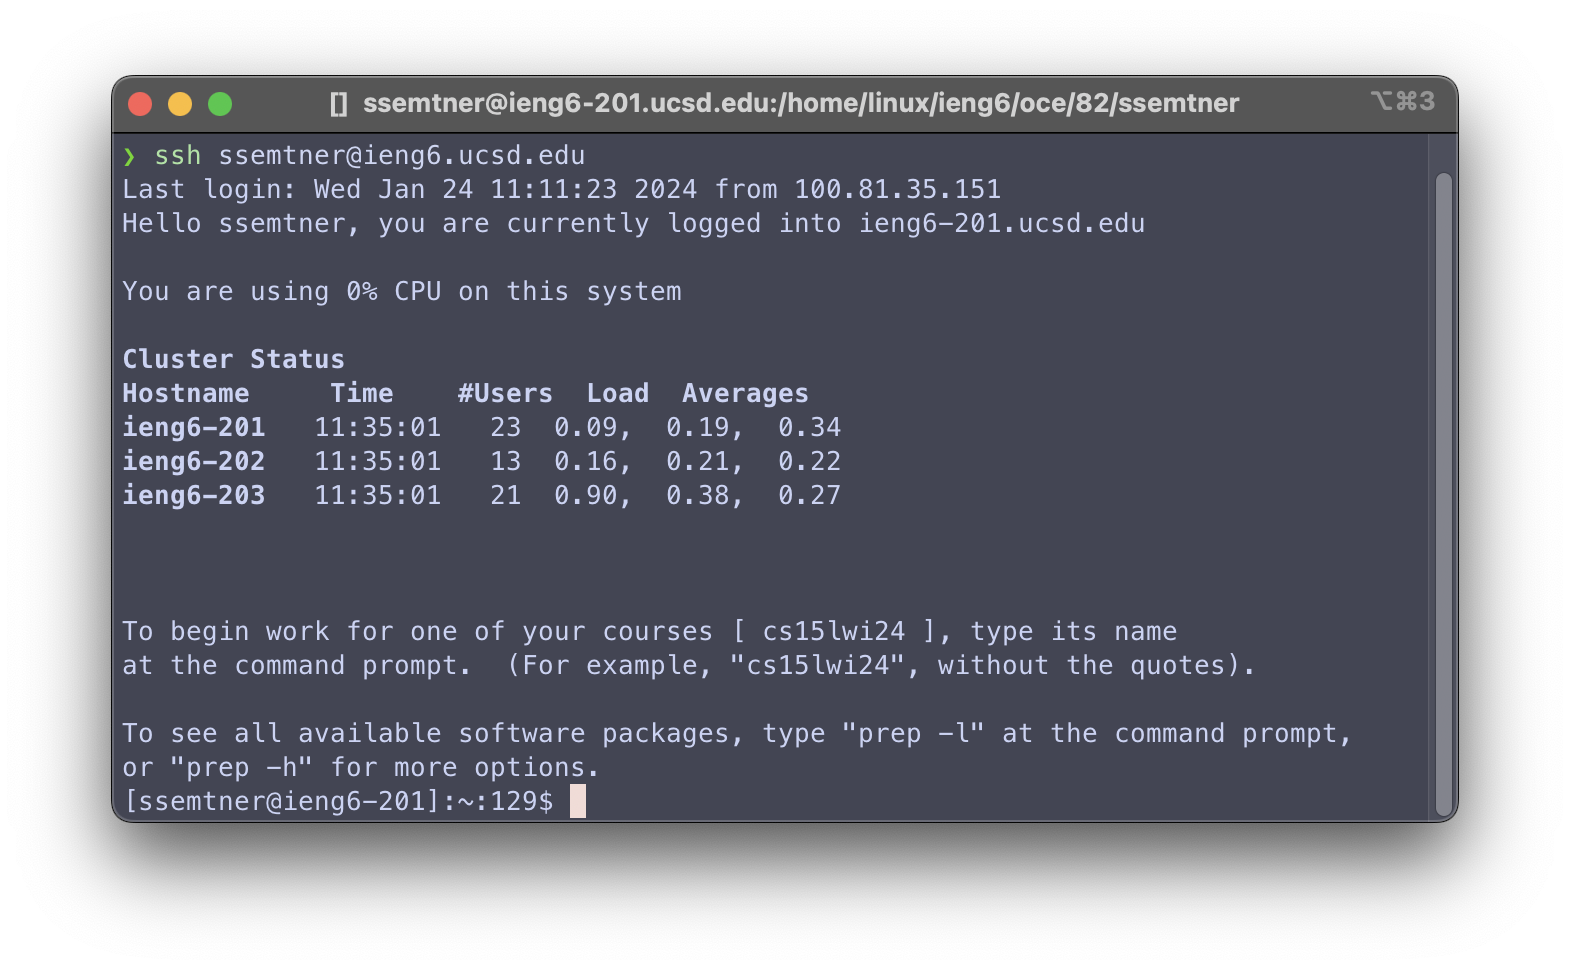 [] ssemtner@ieng6-201.ucsd.edu:/home/linux/ieng6/oce/82/ssemtner ⌥⌘3
❯ ssh ssemtner@ieng6.ucsd.edu
Last login: Wed Jan 24 11:11:23 2024 from 100.81.35.151
Hello ssemtner, you are currently logged into ieng6-201.ucsd.edu
You are using 0% CPU on this system
Cluster Status
Hostname     Time    #Users  Load  Averages
ieng6-201   11:35:01   23  0.09,  0.19,  0.34
ieng6-202   11:35:01   13  0.16,  0.21,  0.22
ieng6-203   11:35:01   21  0.90,  0.38,  0.27
To begin work for one of your courses [ cs15lwi24 ], type its name
at the command prompt.  (For example, "cs15lwi24", without the quotes).
To see all available software packages, type "prep -l" at the command prompt,
or "prep -h" for more options.
[ssemtner@ieng6-201]:~:129$